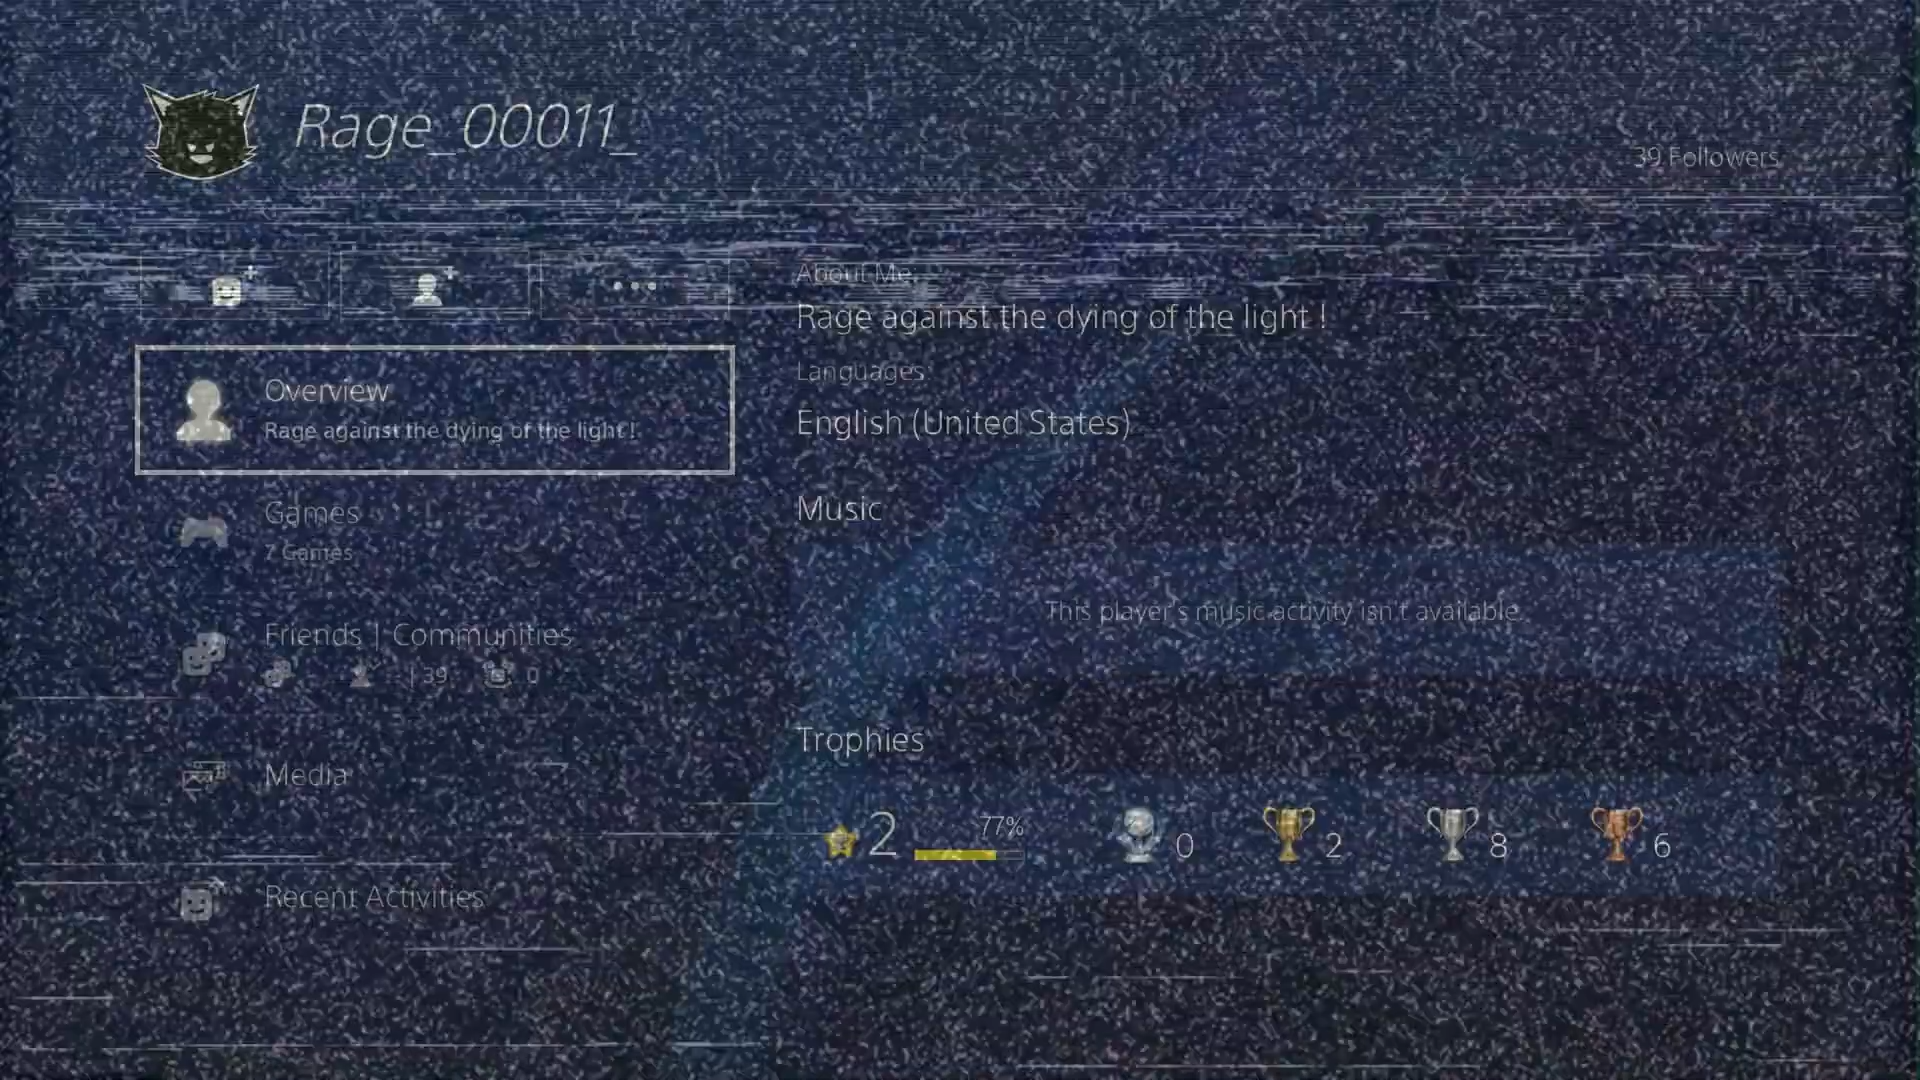 Rage_00011_
39 Followers
About Me
Rage against the dying of the light !
Languages:
English (United States)
Overview
Rage against the dying of the light !
Games
7 Games
Friends | Communities
| 39
0
Media
Recent Activities
Music
This player's music activity isn't available.
Trophies
2
77%
0
2
8
6